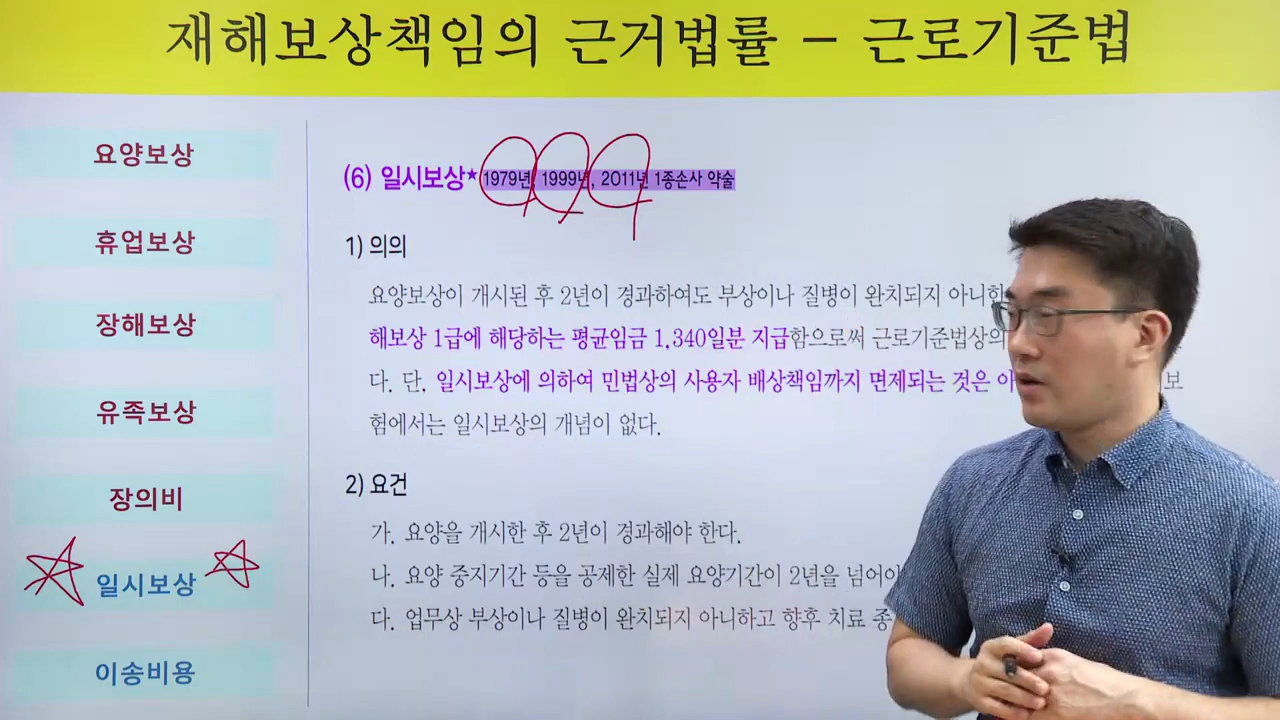 재해보상책임의 근거법률 - 근로기준법
요양보상
휴업보상
장해보상
유족보상
장의비
일시보상
이송비용
(6) 일시보상★ 1979년, 1999년, 2011년 1종손사 약술
1) 의의
요양보상이 개시된 후 2년이 경과하여도 부상이나 질병이 완치되지 아니한
해보상 1급에 해당하는 평균임금 1,340일분 지급함으로써 근로기준법상의
다. 단, 일시보상에 의하여 민법상의 사용자 배상책임까지 면제되는 것은 아 보
험에서는 일시보상의 개념이 없다.
2) 요건
가. 요양을 개시한 후 2년이 경과해야 한다.
나. 요양 중지기간 등을 공제한 실제 요양기간이 2년을 넘어야
다. 업무상 부상이나 질병이 완치되지 아니하고 향후 치료 종